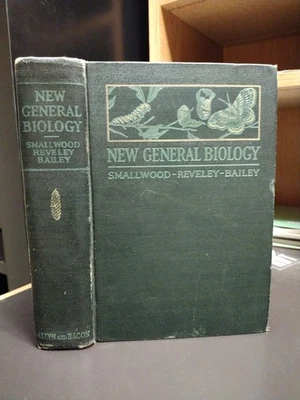 NEW
GENERAL
BIOLOGY
SMALLWOOD
REVELEY
BAILEY
ALLYN AND BACON
NEW GENERAL BIOLOGY
SMALLWOOD-REVELEY-BAILEY